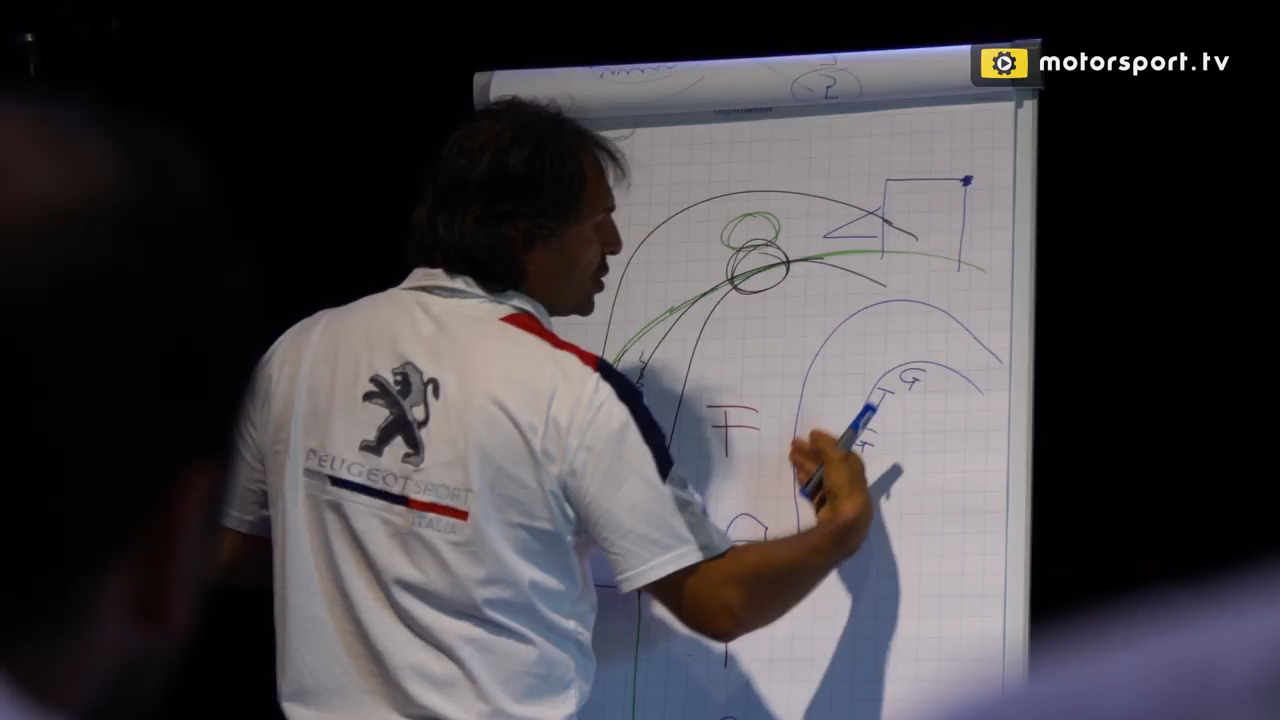 motorsport.tv
G
F
G
PEUGEOT SPORT
ITALIA